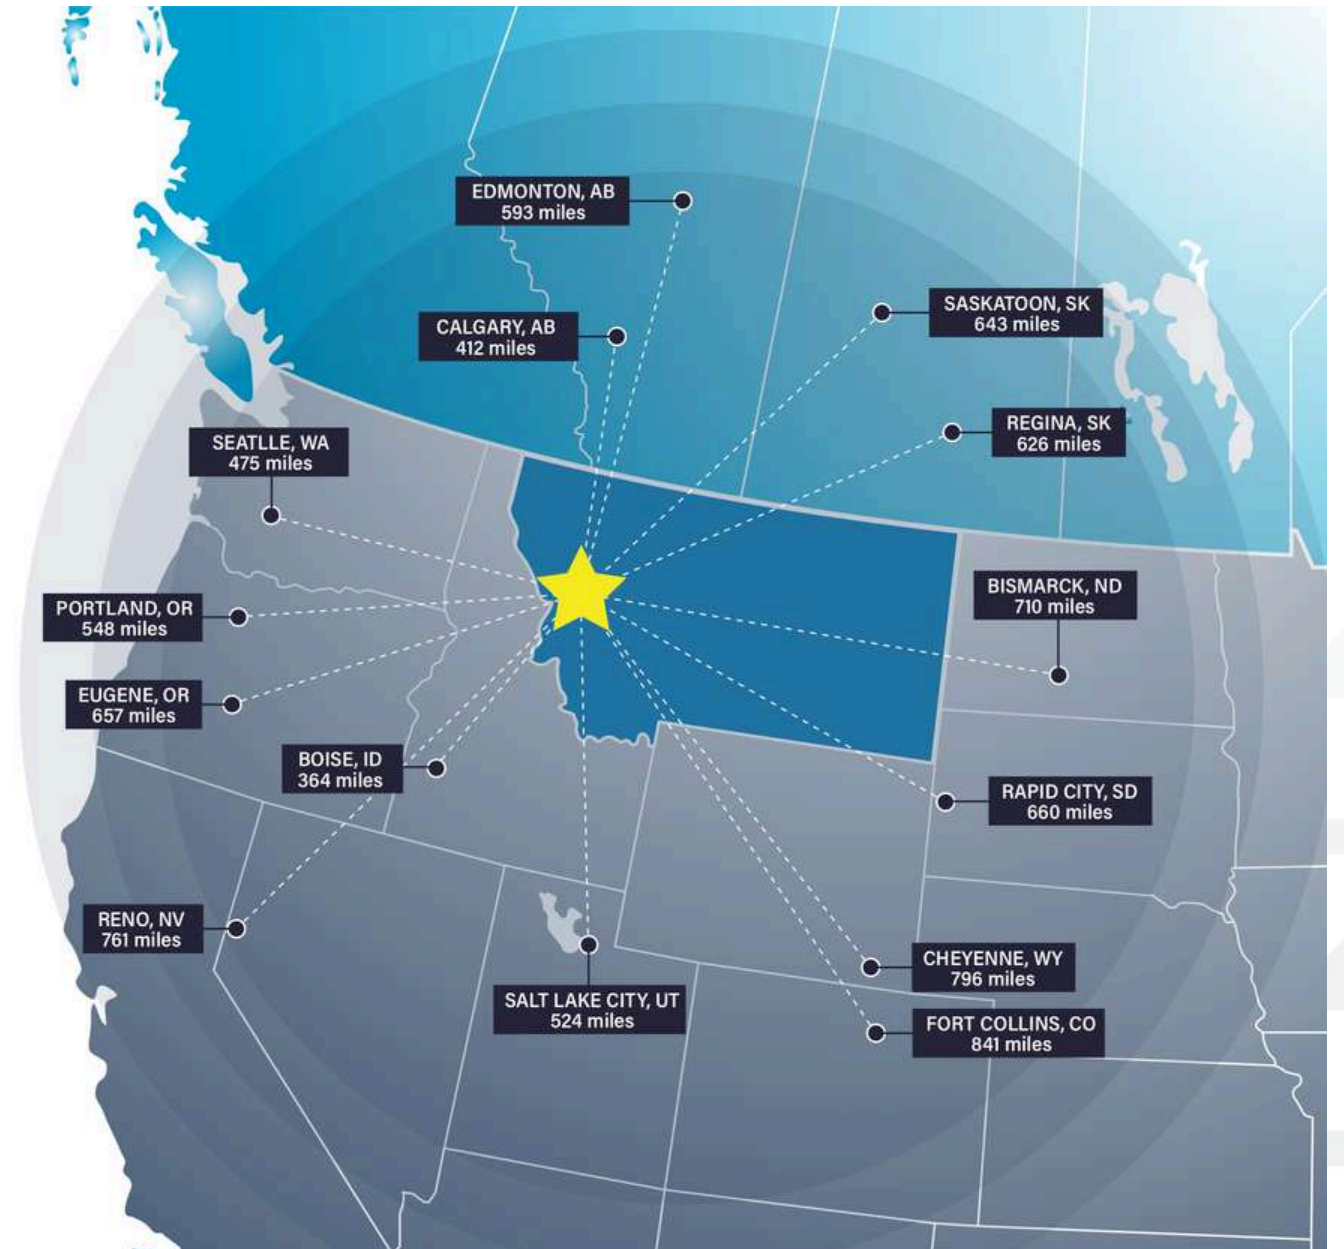 EDMONTON, AB
593 miles
SASKATOON, SK
643 miles
CALGARY, AB
412 miles
REGINA, SK
626 miles
SEATLLE, WA
475 miles
BISMARCK, ND
710 miles
PORTLAND, OR
548 miles
EUGENE, OR
657 miles
BOISE, ID
364 miles
RAPID CITY, SD
660 miles
RENO, NV
761 miles
CHEYENNE, WY
796 miles
SALT LAKE CITY, UT
524 miles
FORT COLLINS, CO
841 miles